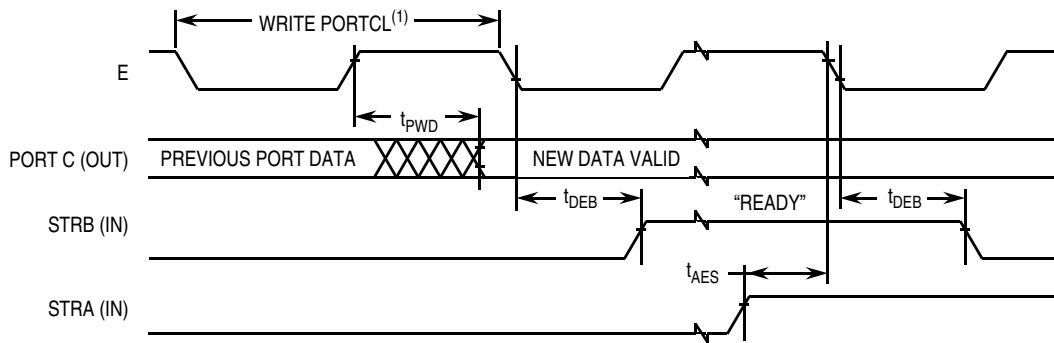 WRITE PORTCL(1)
E
tPWD
PORT C (OUT)
PREVIOUS PORT DATA
NEW DATA VALID
tDEB
“READY”
tDEB
STRB (IN)
tAES
STRA (IN)